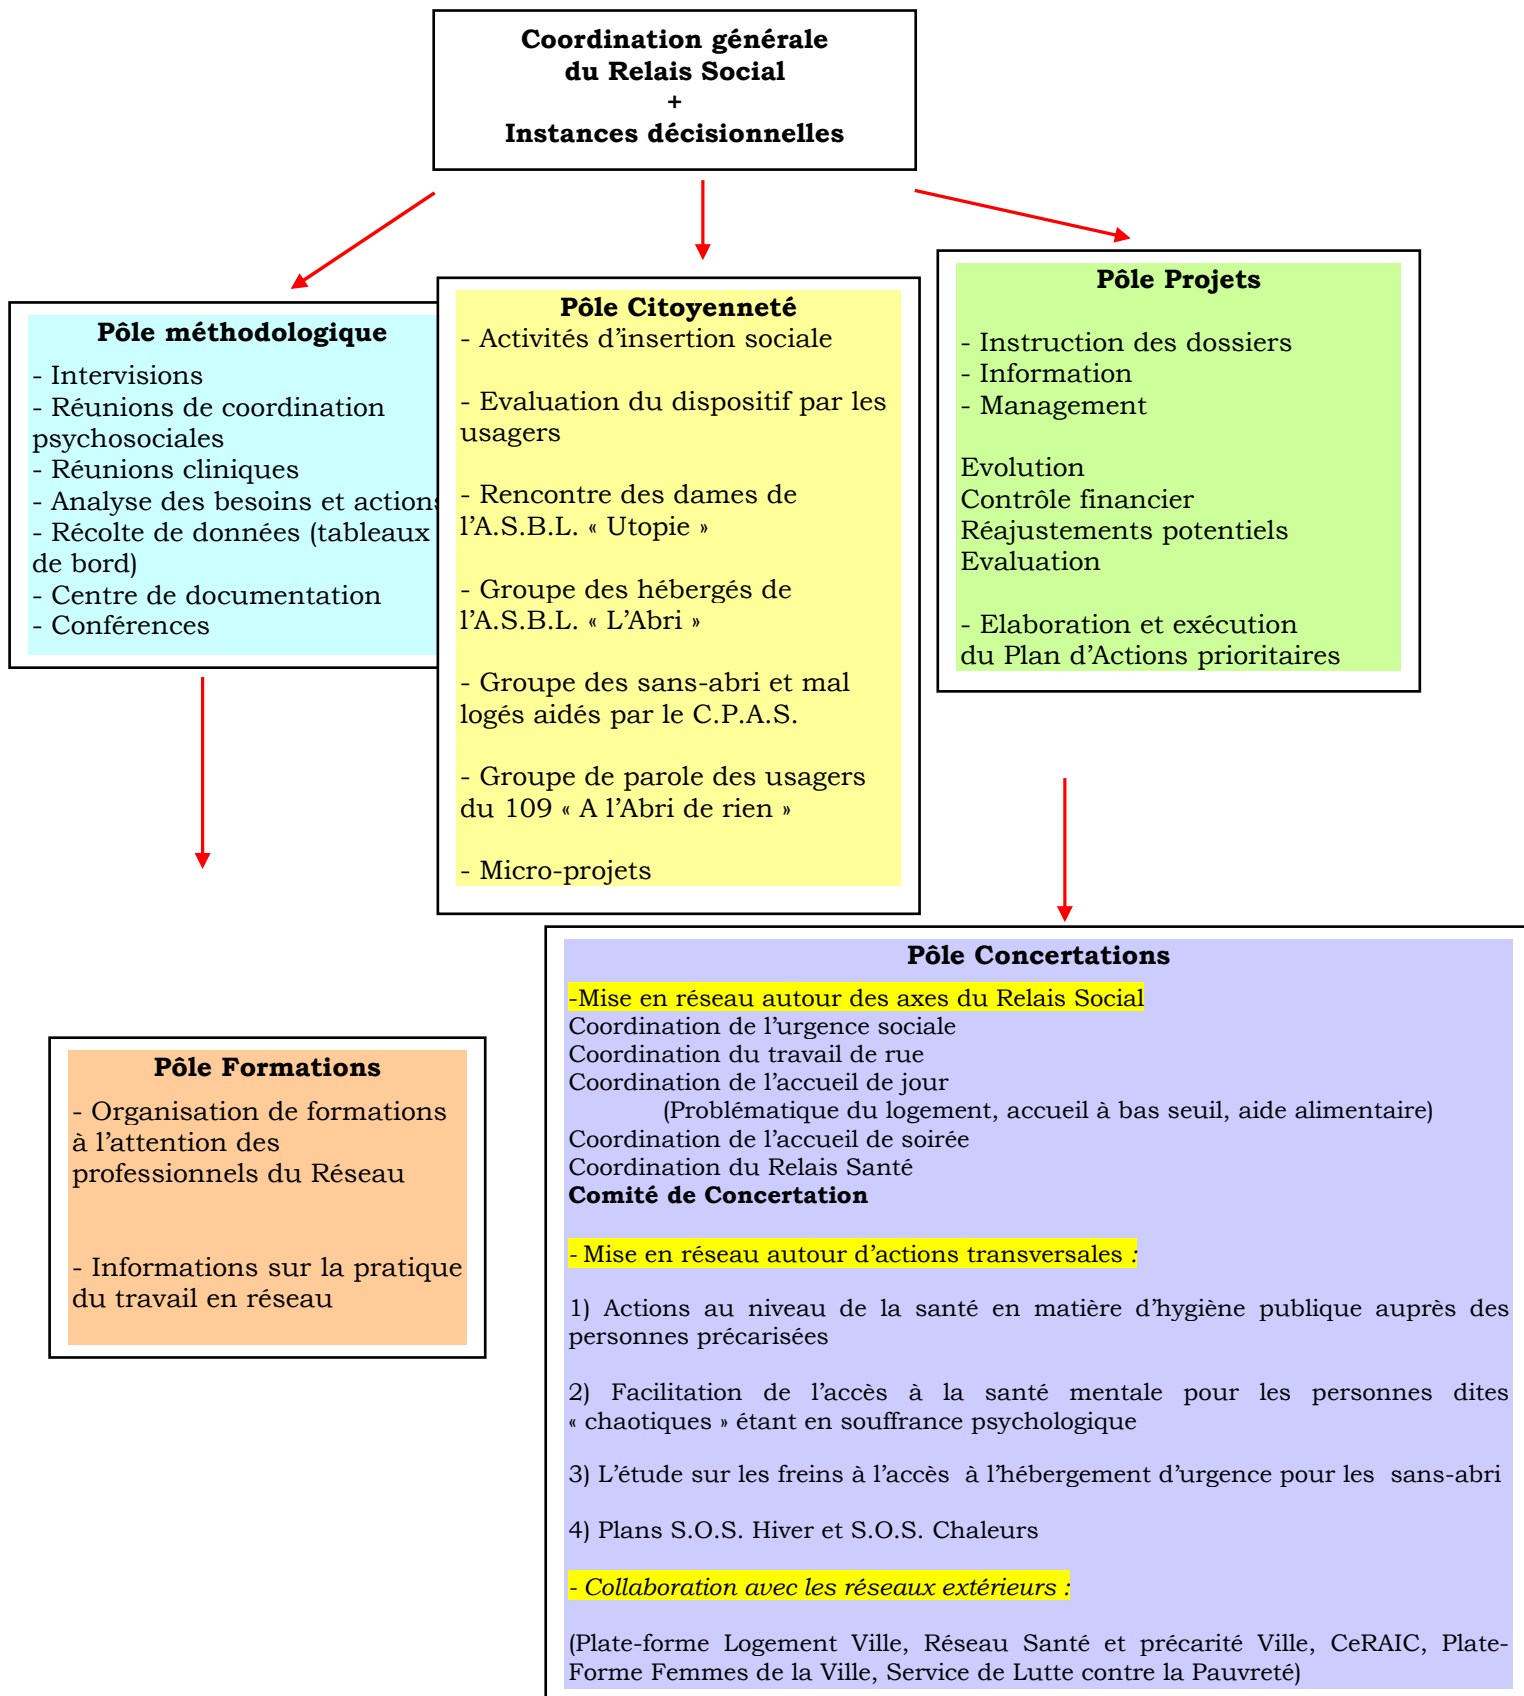 Coordination générale
du Relais Social
+
Instances décisionnelles
Pôle méthodologique
- Intervisions
- Réunions de coordination
psychosociales
- Réunions cliniques
- Analyse des besoins et actions
- Récolte de données (tableaux
de bord)
- Centre de documentation
- Conférences
Pôle Citoyenneté
- Activités d’insertion sociale
- Evaluation du dispositif par les
usagers
- Rencontre des dames de
l’A.S.B.L. « Utopie »
- Groupe des hébergés de
l’A.S.B.L. « L’Abri »
- Groupe des sans-abri et mal
logés aidés par le C.P.A.S.
- Groupe de parole des usagers
du 109 « A l’Abri de rien »
- Micro-projets
Pôle Projets
- Instruction des dossiers
- Information
- Management
Evolution
Contrôle financier
Réajustements potentiels
Evaluation
- Elaboration et exécution
du Plan d’Actions prioritaires
Pôle Formations
- Organisation de formations
à l’attention des
professionnels du Réseau
- Informations sur la pratique
du travail en réseau
Pôle Concertations
-Mise en réseau autour des axes du Relais Social
Coordination de l’urgence sociale
Coordination du travail de rue
Coordination de l’accueil de jour
(Problématique du logement, accueil à bas seuil, aide alimentaire)
Coordination de l’accueil de soirée
Coordination du Relais Santé
Comité de Concertation
- Mise en réseau autour d’actions transversales :
1) Actions au niveau de la santé en matière d’hygiène publique auprès des
personnes précarisées
2) Facilitation de l’accès à la santé mentale pour les personnes dites
« chaotiques » étant en souffrance psychologique
3) L’étude sur les freins à l’accès à l’hébergement d’urgence pour les sans-abri
4) Plans S.O.S. Hiver et S.O.S. Chaleurs
- Collaboration avec les réseaux extérieurs :
(Plate-forme Logement Ville, Réseau Santé et précarité Ville, CeRAIC, Plate-
Forme Femmes de la Ville, Service de Lutte contre la Pauvreté)